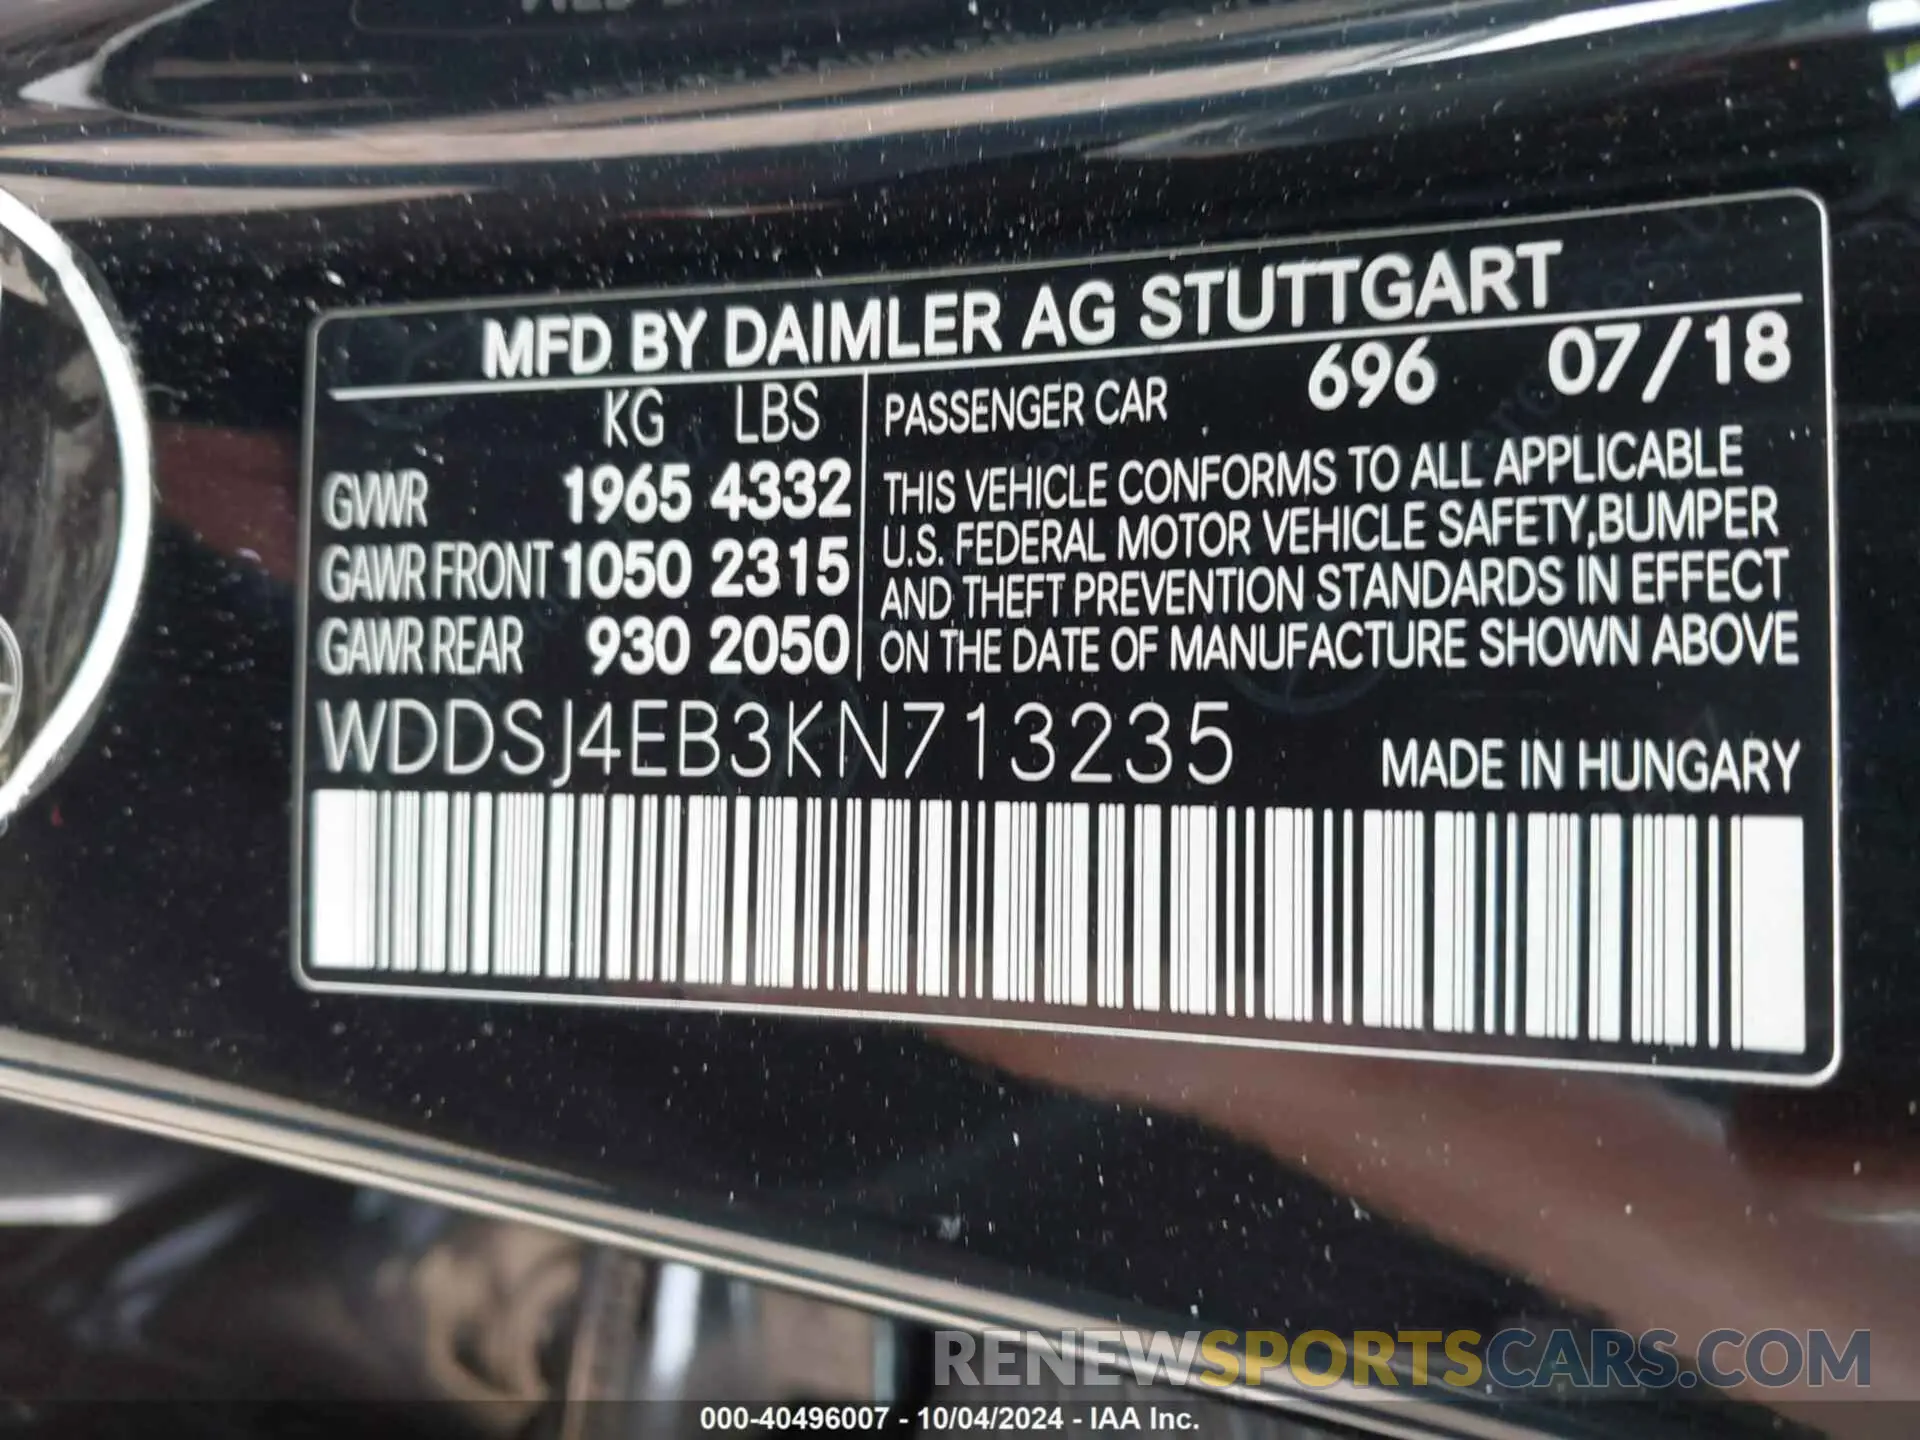 MFD BY DAIMLER AG STUTTGART
KG LBS
PASSENGER CAR 696 07/18
GVWR 1965 4332
GAWR FRONT 1050 2315
GAWR REAR 930 2050
THIS VEHICLE CONFORMS TO ALL APPLICABLE
U.S. FEDERAL MOTOR VEHICLE SAFETY,BUMPER
AND THEFT PREVENTION STANDARDS IN EFFECT
ON THE DATE OF MANUFACTURE SHOWN ABOVE
WDDSJ4EB3KN713235
MADE IN HUNGARY
RENEWSPORTSCARS.COM
000-40496007 - 10/04/2024 - IAA Inc.